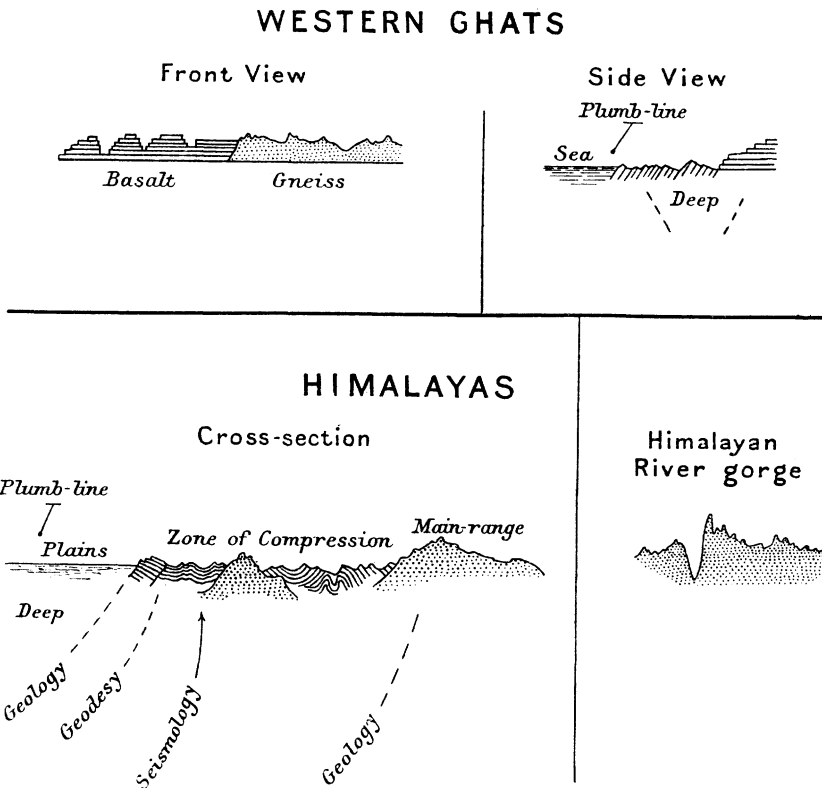 WESTERN GHATS
Front View
Basalt
Gneiss
Side View
Plumb-line
Sea
Deep
HIMALAYAS
Cross-section
Plumb-line
Plains
Zone of Compression
Main-range
Deep
Geology
Geodesy
Seismology
Geology
Himalayan
River gorge